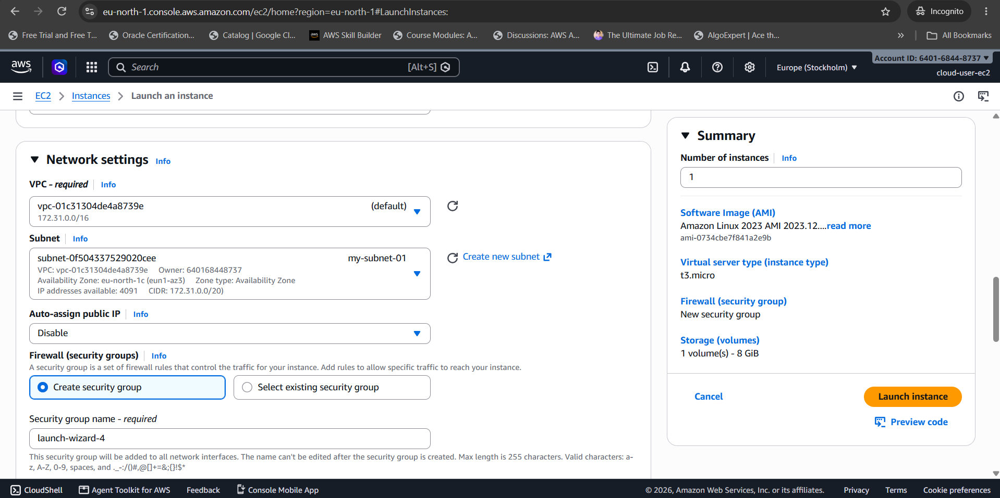 eu-north-1.console.aws.amazon.com/ec2/home?region=eu-north-1#LaunchInstances:
Incognito
Free Trial and Free T...
Oracle Certification...
Catalog | Google Cl...
aws
AWS Skill Builder
Course Modules: A...
Discussions: AWS A...
The Ultimate Job Re...
AlgoExpert | Ace th...
»
All Bookmarks
aws
Search
[Alt+S]
Europe (Stockholm)
Account ID: 6401-6844-8737
cloud-user-ec2
EC2
Instances
Launch an instance
Network settings Info
VPC - required Info
vpc-01c31304de4a8739e (default)
172.31.0.0/16
Subnet Info
subnet-0f504337529020cee my-subnet-01
VPC: vpc-01c31304de4a8739e Owner: 640168448737
Availability Zone: eu-north-1c (eun1-az3) Zone type: Availability Zone
IP addresses available: 4091 CIDR: 172.31.0.0/20)
Create new subnet
Auto-assign public IP Info
Disable
Firewall (security groups) Info
A security group is a set of firewall rules that control the traffic for your instance. Add rules to allow specific traffic to reach your instance.
Create security group
Select existing security group
Security group name - required
launch-wizard-4
This security group will be added to all network interfaces. The name can't be edited after the security group is created. Max length is 255 characters. Valid characters: a-
z, A-Z, 0-9, spaces, and ._-:/()#,@[]+=&;{}!$*
Summary
Number of instances Info
1
Software Image (AMI)
Amazon Linux 2023 AMI 2023.12....read more
ami-0734cbe7f841a2e9b
Virtual server type (instance type)
t3.micro
Firewall (security group)
New security group
Storage (volumes)
1 volume(s) - 8 GiB
Cancel
Launch instance
Preview code
CloudShell
Agent Toolkit for AWS
Feedback
Console Mobile App
© 2026, Amazon Web Services, Inc. or its affiliates.
Privacy
Terms
Cookie preferences